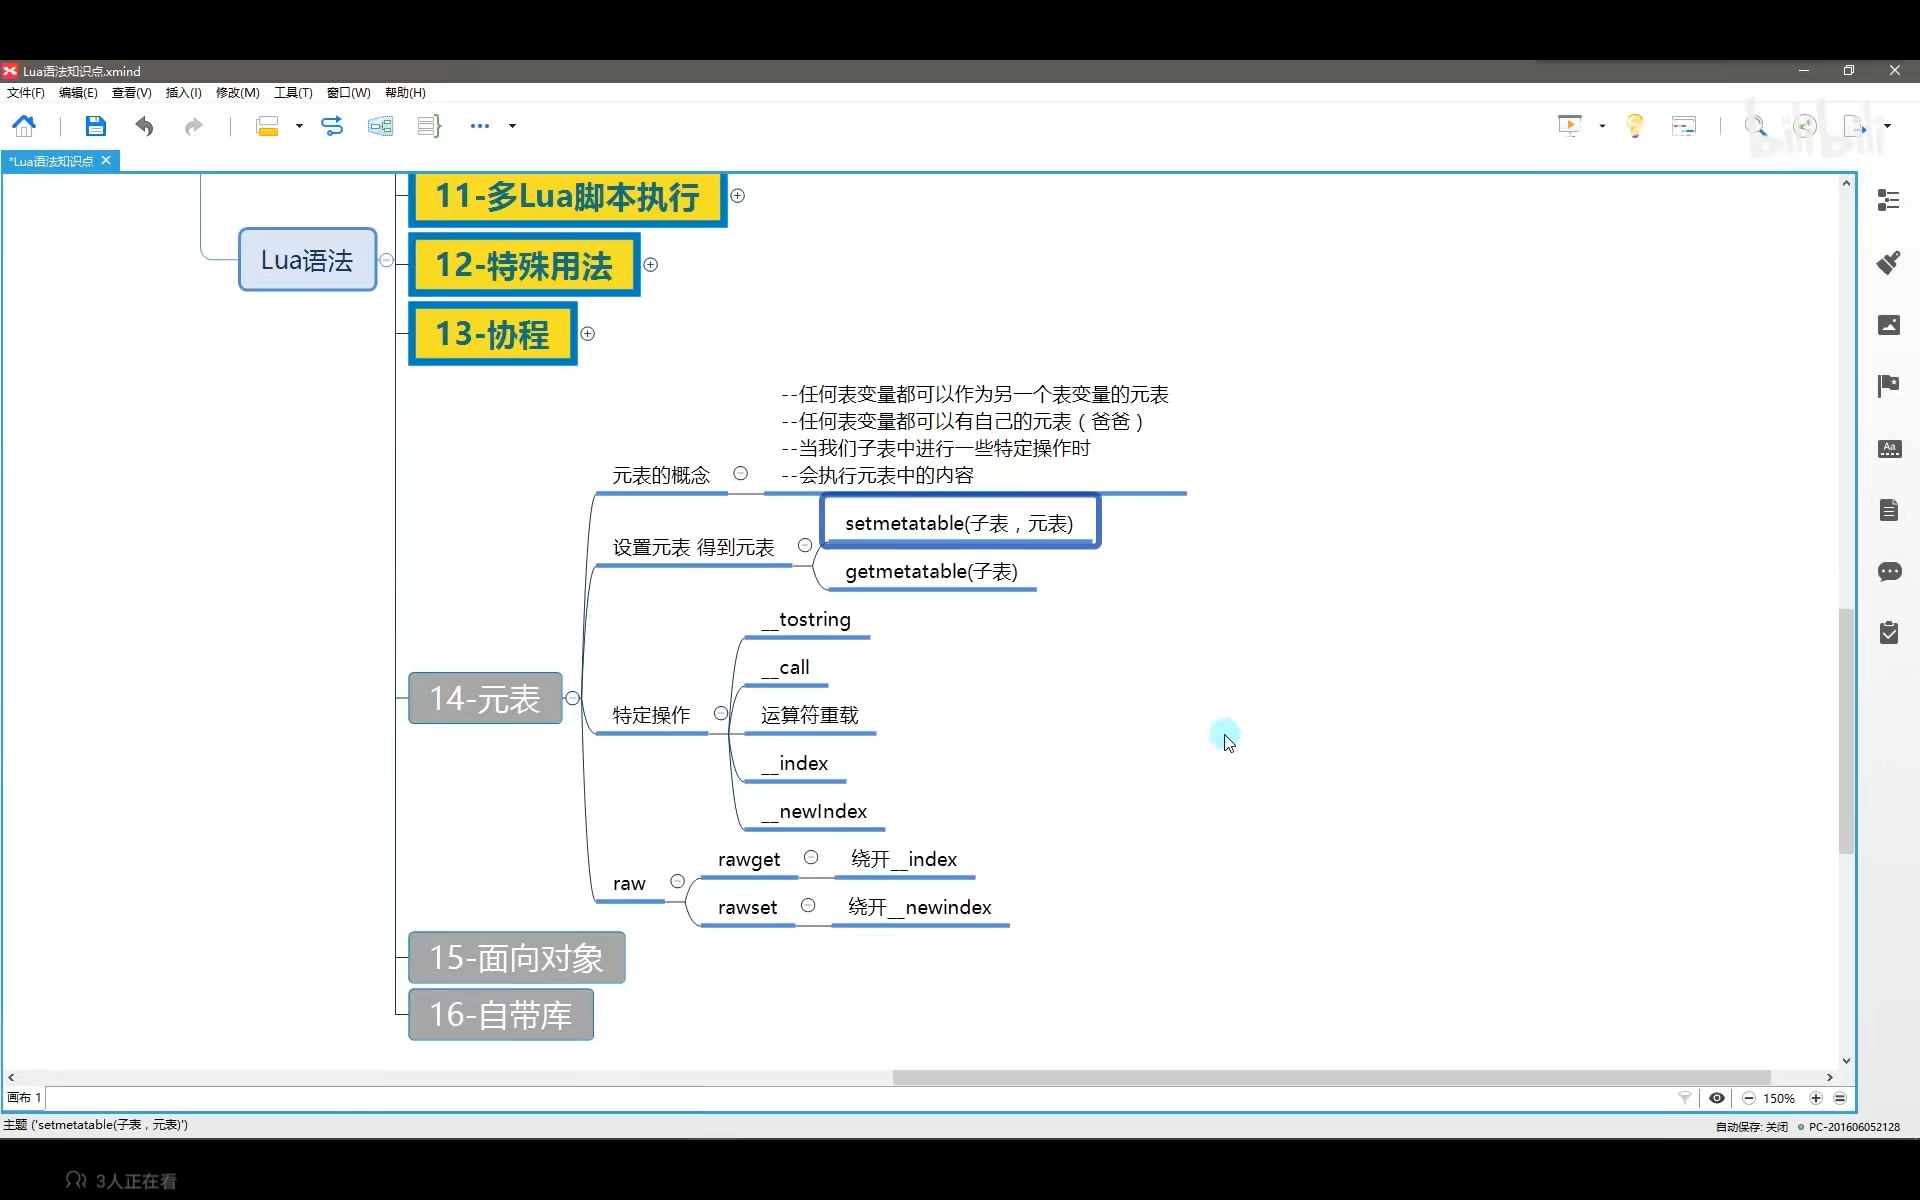 Lua语法知识点.xmind
文件(F) 编辑(E) 查看(V) 插入(I) 修改(M) 工具(T) 窗口(W) 帮助(H)
bilibili
*Lua语法知识点
11-多Lua脚本执行
Lua语法
12-特殊用法
13-协程
--任何表变量都可以作为另一个表变量的元表
--任何表变量都可以有自己的元表（爸爸）
--当我们子表中进行一些特定操作时
--会执行元表中的内容
元表的概念
setmetatable(子表，元表)
设置元表 得到元表
getmetatable(子表)
__tostring
__call
14-元表
特定操作
运算符重载
__index
__newIndex
rawget
绕开__index
raw
rawset
绕开__newindex
15-面向对象
16-自带库
画布 1
150%
主题 ('setmetatable(子表，元表)')
自动保存: 关闭
PC-201606052128
3人正在看